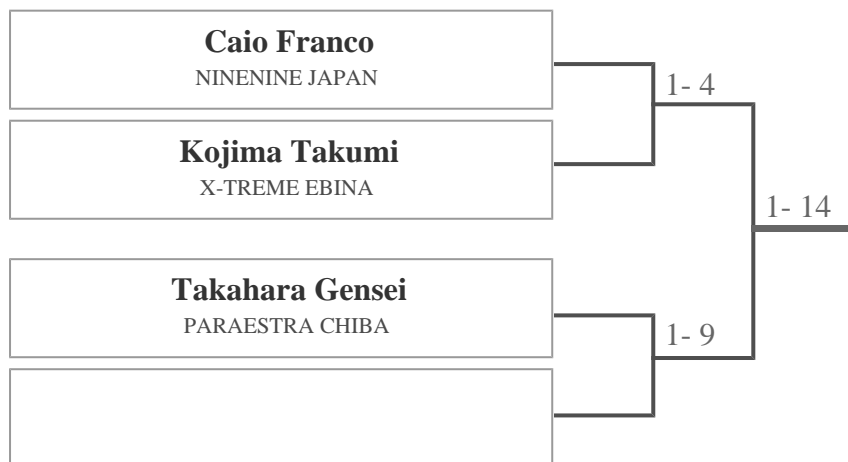 Caio Franco
NINENINE JAPAN
1- 4
Kojima Takumi
X-TREME EBINA
1- 14
Takahara Gensei
PARAESTRA CHIBA
1- 9